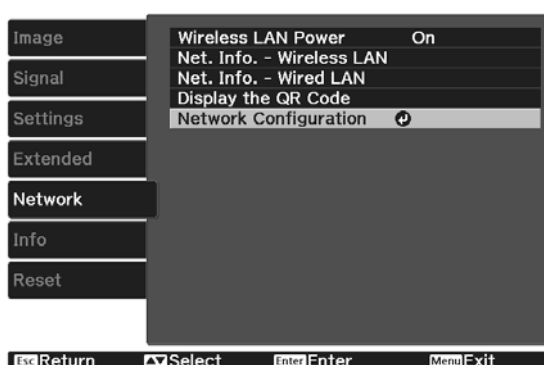 Image
Signal
Settings
Extended
Network
Info
Reset
Wireless LAN Power On
Net. Info. - Wireless LAN
Net. Info. - Wired LAN
Display the QR Code
Network Configuration
Esc Return Select Enter Enter Menu Exit